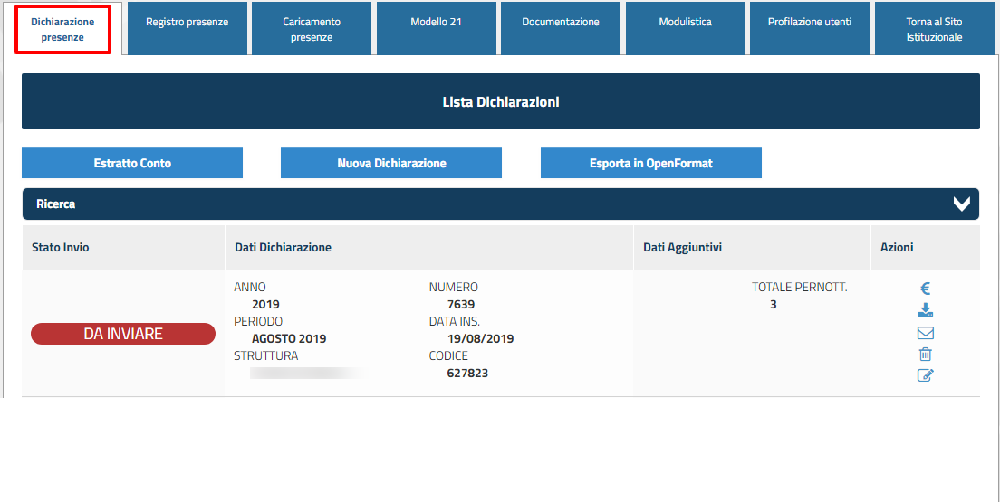 Dichiarazione
presenze
Registro presenze
Caricamento
presenze
Modello 21
Documentazione
Modulistica
Profilazione utenti
Torna al Sito
Istituzionale
Lista Dichiarazioni
Estratto Conto
Nuova Dichiarazione
Esporta in OpenFormat
Ricerca
Stato Invio
Dati Dichiarazione
Dati Aggiuntivi
Azioni
DA INVIARE
ANNO
2019
PERIODO
AGOSTO 2019
STRUTTURA
NUMERO
7639
DATA INS.
19/08/2019
CODICE
627823
TOTALE PERNOTT.
3
€